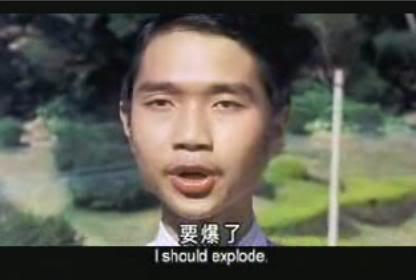 要爆了
I should explode.